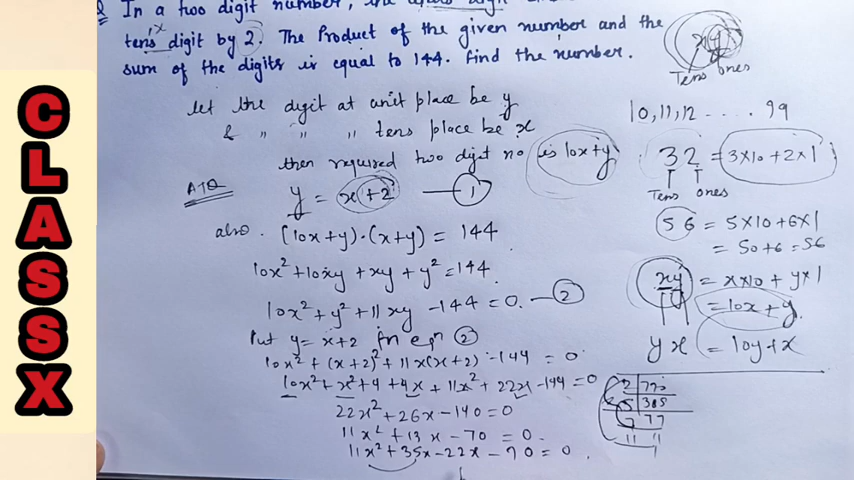 CLASS X
In a two digit number, the
tens digit by 2. The Product of the given number and the
sum of the digits is equal to 144. Find the number.
x
xy
Tens ones
let the digit at unit place be y
& " " " tens place be x
then required two digit no is 10x+y
ATQ
y = x+2 — ①
also. (10x+y).(x+y) = 144
10x²+10xy + xy + y² = 144.
10x² + y² + 11xy - 144 = 0. — ②
Put y = x+2 in eqn ②
10x² + (x+2)² + 11x(x+2) - 144 = 0
10x² + x² + 4 + 4x + 11x² + 22x - 144 = 0
22x² + 26x - 140 = 0
11x² + 13x - 70 = 0.
11x² + 35x - 22x - 70 = 0.
10, 11, 12 ..... 99
32 = 3×10 + 2×1
Tens ones
56 = 5×10 + 6×1
= 50+6 = 56
xy = x×10 + y×1
= 10x + y.
yx = 10y+x
2 770
5 385
7 77
11 11
1